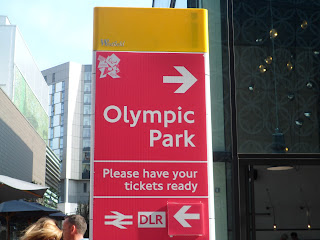 Olympic
Park
Please have your
tickets ready
DLR